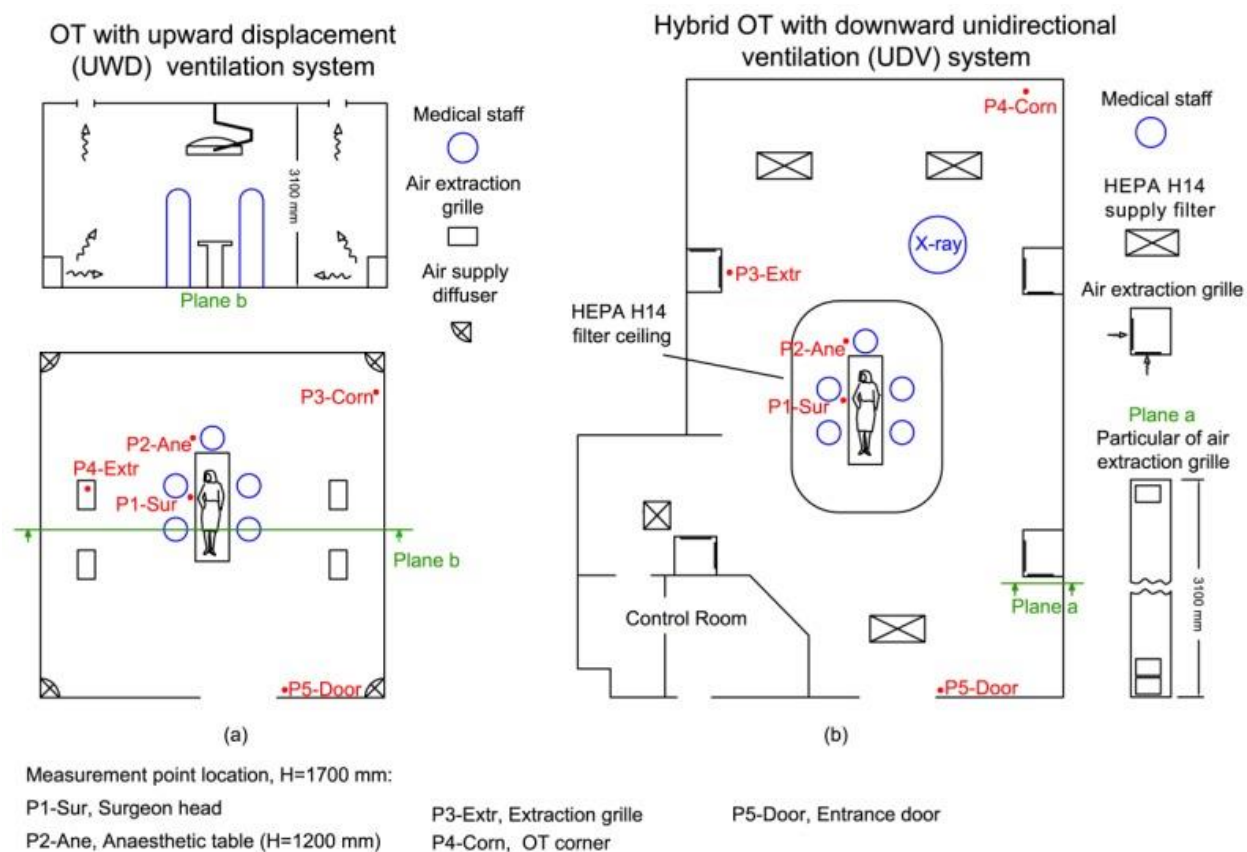 OT with upward displacement
(UWD) ventilation system
3100 mm
Plane b
Medical staff
Air extraction
grille
Air supply
diffuser
P3-Corn
P2-Ane
P4-Extr
P1-Sur
Plane b
P5-Door
(a)
Hybrid OT with downward unidirectional
ventilation (UDV) system
P4-Corn
X-ray
P3-Extr
HEPA H14
filter ceiling
P2-Ane
P1-Sur
Plane a
Control Room
P5-Door
(b)
Medical staff
HEPA H14
supply filter
Air extraction grille
Plane a
Particular of air
extraction grille
3100 mm
Measurement point location, H=1700 mm:
P1-Sur, Surgeon head
P2-Ane, Anaesthetic table (H=1200 mm)
P3-Extr, Extraction grille
P4-Corn, OT corner
P5-Door, Entrance door